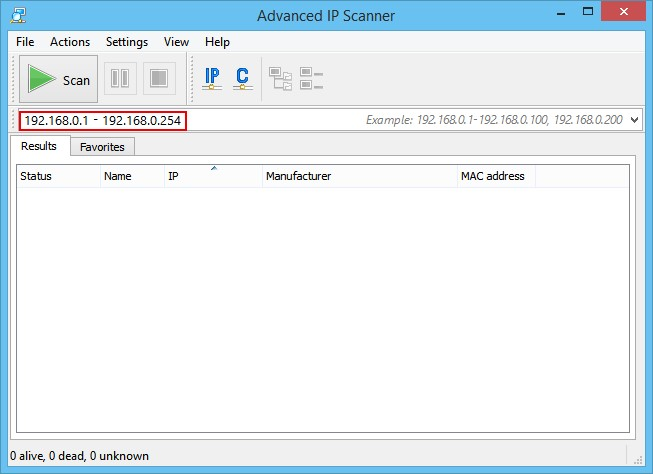 Advanced IP Scanner
File Actions Settings View Help
Scan IP C
192.168.0.1 - 192.168.0.254 Example: 192.168.0.1-192.168.0.100, 192.168.0.200
Results Favorites
Status Name IP Manufacturer MAC address
0 alive, 0 dead, 0 unknown